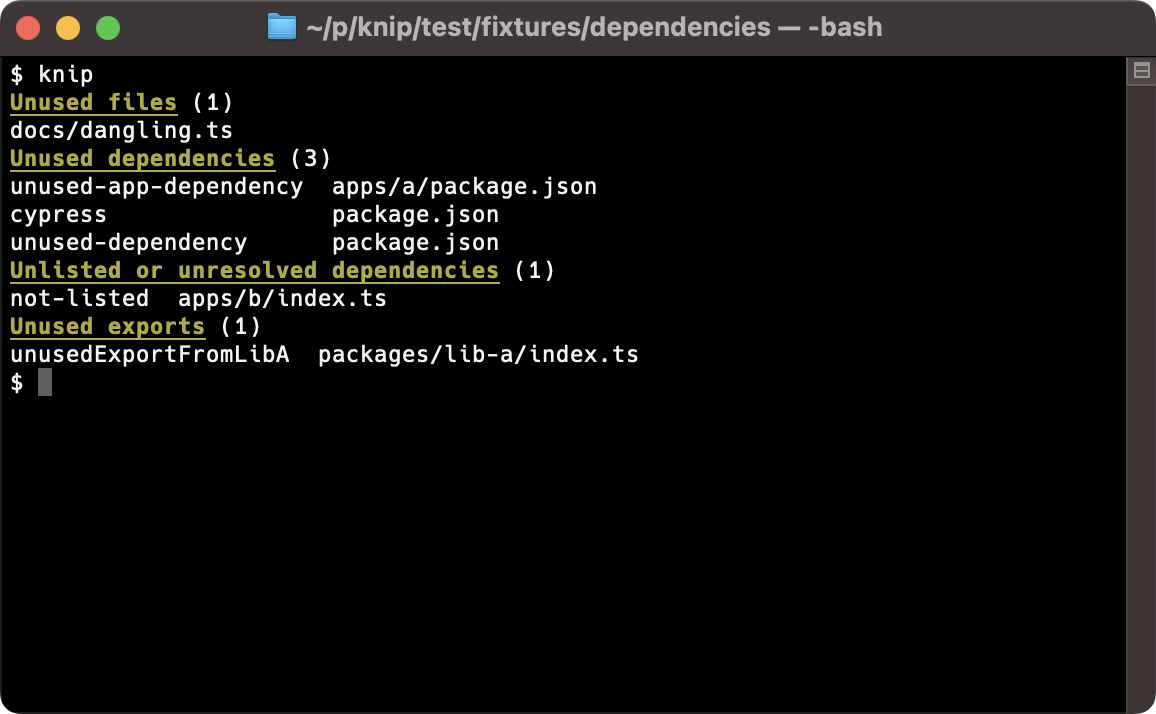 ~/p/knip/test/fixtures/dependencies — -bash
$ knip
Unused files (1)
docs/dangling.ts
Unused dependencies (3)
unused-app-dependency  apps/a/package.json
cypress                package.json
unused-dependency      package.json
Unlisted or unresolved dependencies (1)
not-listed  apps/b/index.ts
Unused exports (1)
unusedExportFromLibA  packages/lib-a/index.ts
$